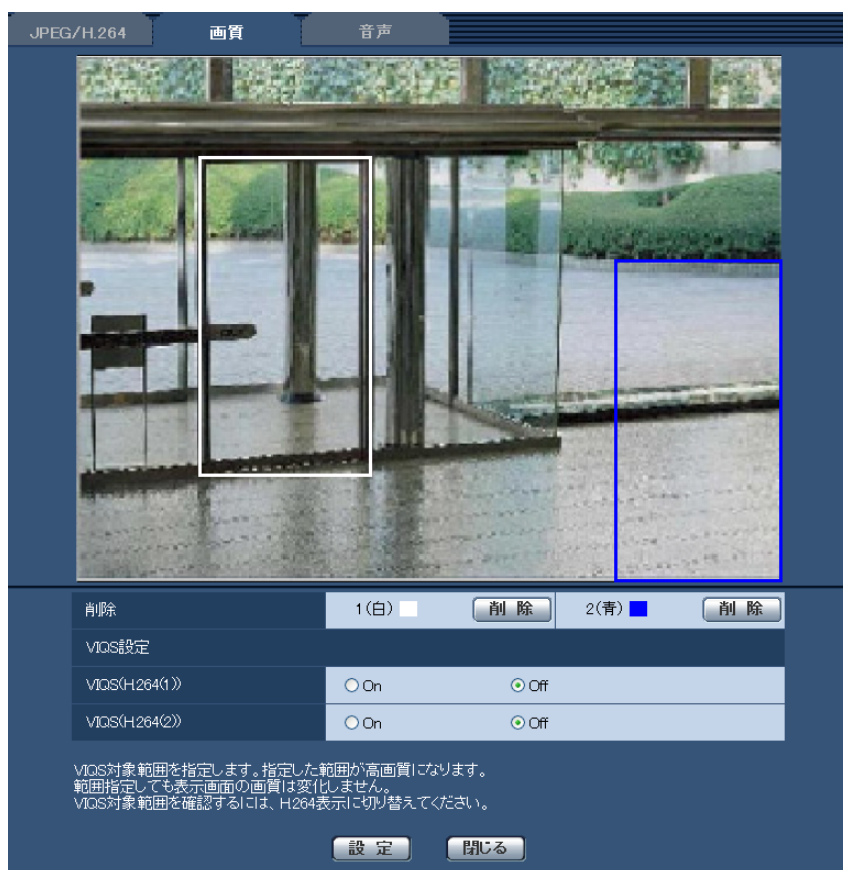 JPEG/H.264 画質 音声
削除 1(白) 削 除 2(青) 削 除
VIQS設定
VIQS(H.264(1)) On Off
VIQS(H.264(2)) On Off
VIQS対象範囲を指定します。指定した範囲が高画質になります。
範囲指定しても表示画面の画質は変化しません。
VIQS対象範囲を確認するには、H.264表示に切り替えてください。
設 定 閉じる